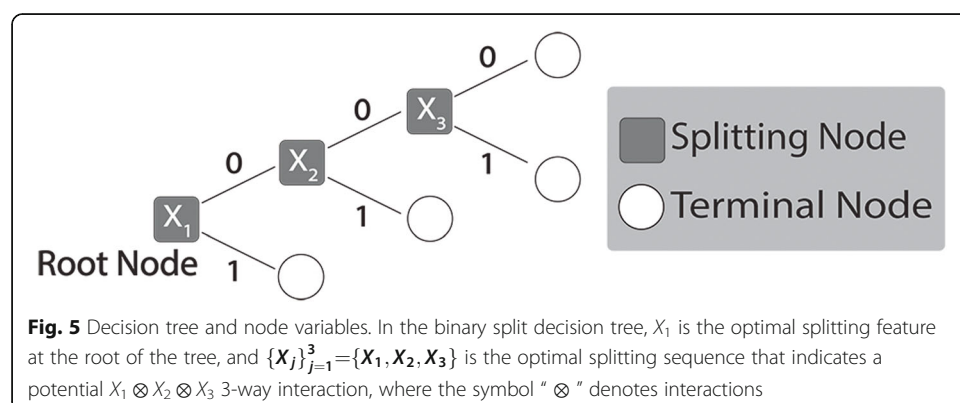 0
0
X₃
0
X₂
1
Splitting Node
0
X₁
1
Terminal Node
Root Node
1
Fig. 5 Decision tree and node variables. In the binary split decision tree, X₁ is the optimal splitting feature
at the root of the tree, and {Xⱼ}³ⱼ₌₁={X₁, X₂, X₃} is the optimal splitting sequence that indicates a
potential X₁ ⊗ X₂ ⊗ X₃ 3-way interaction, where the symbol “ ⊗ ” denotes interactions